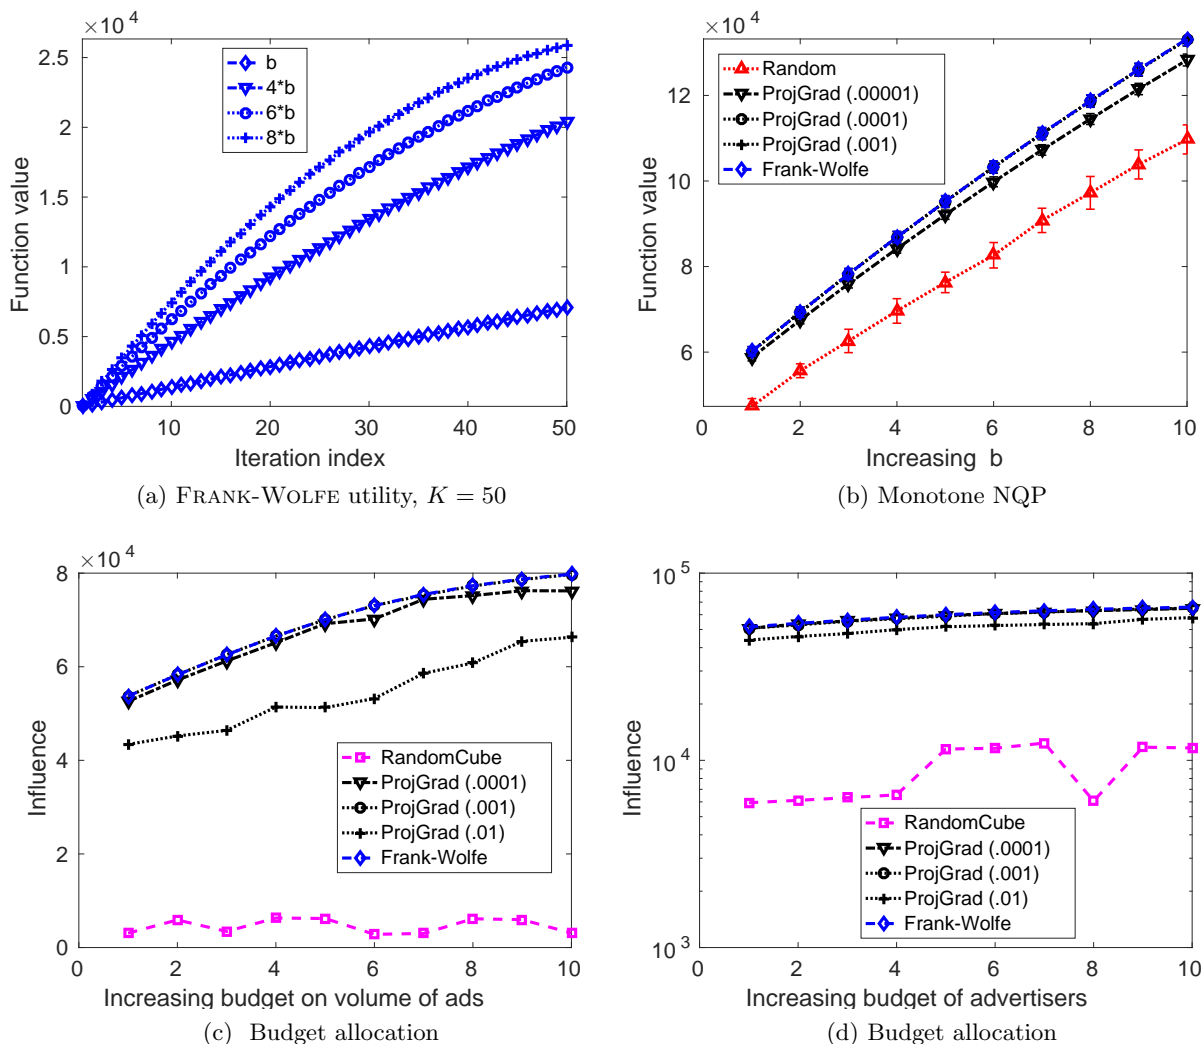 ×10⁴
2.5
2
1.5
1
0.5
0
10
20
30
40
50
Function value
Iteration index
b
4*b
6*b
8*b
(a) FRANK-WOLFE utility, K = 50
×10⁴
12
10
8
6
0
2
4
6
8
10
Function value
Increasing b
Random
ProjGrad (.00001)
ProjGrad (.0001)
ProjGrad (.001)
Frank-Wolfe
(b) Monotone NQP
×10⁴
8
6
4
2
0
0
2
4
6
8
10
Influence
Increasing budget on volume of ads
RandomCube
ProjGrad (.0001)
ProjGrad (.001)
ProjGrad (.01)
Frank-Wolfe
(c) Budget allocation
10⁵
10⁴
10³
0
2
4
6
8
10
Influence
Increasing budget of advertisers
RandomCube
ProjGrad (.0001)
ProjGrad (.001)
ProjGrad (.01)
Frank-Wolfe
(d) Budget allocation